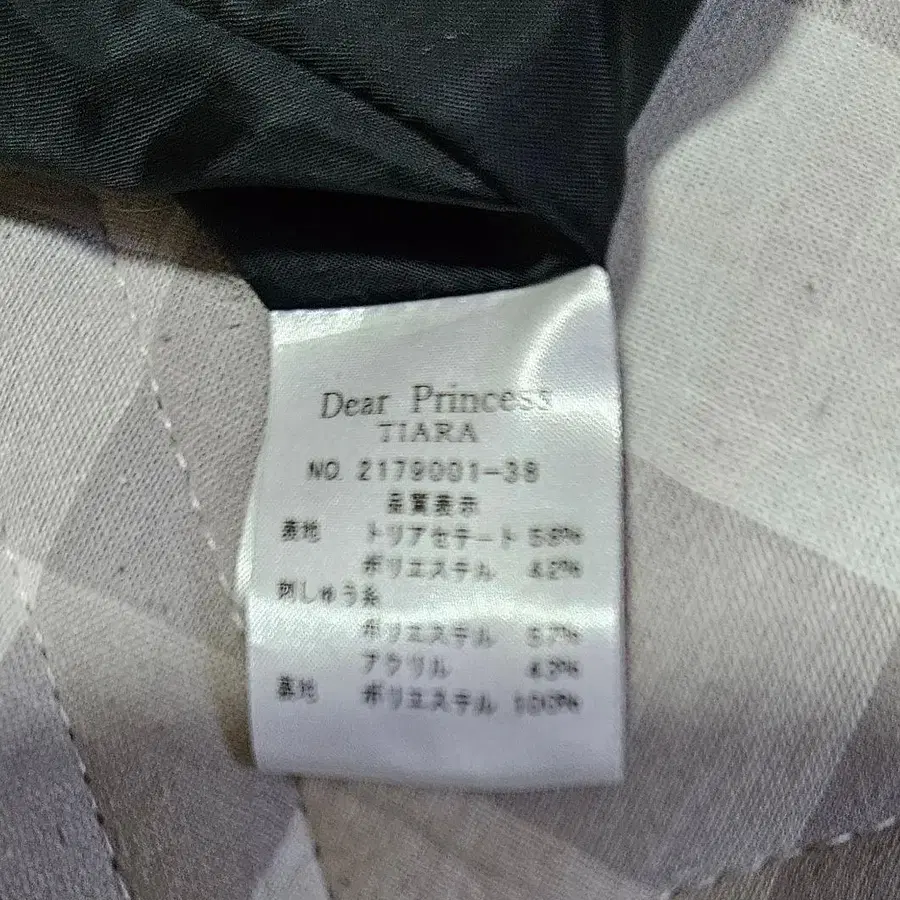 Dear Princess
TIARA
NO. 2179001-38
品質表示
表地 トリアセテート 58%
ポリエステル 42%
刺しゅう糸
ポリエステル 57%
アクリル 43%
裏地 ポリエステル 100%